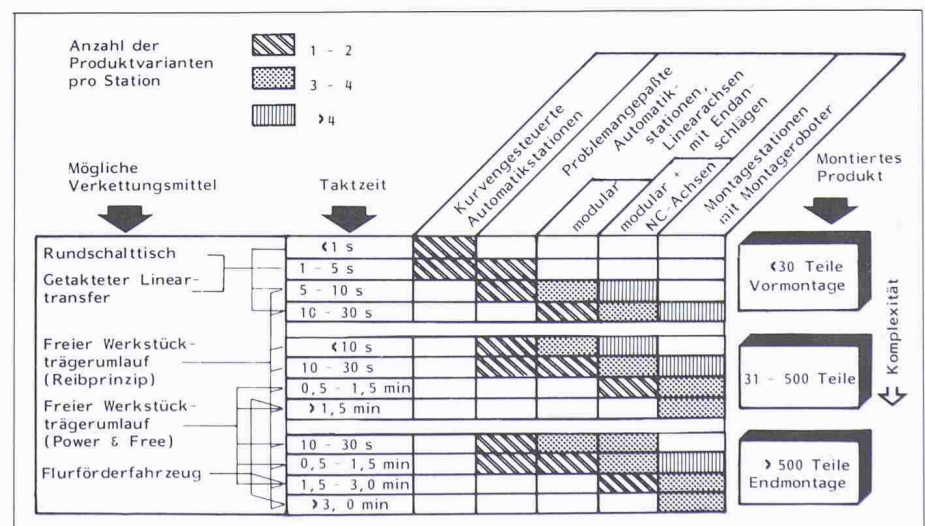 Anzahl der
Produktvarianten
pro Station
1 - 2
3 - 4
>4
Mögliche
Verkettungsmittel
Taktzeit
Kurvengesteuerte
Automatikstationen
Problemangepaßte
Automatik-
stationen,
Linearachsen
mit Endan-
schlägen
modular
modular +
NC-Achsen
Montagestationen
mit Montageroboter
Montiertes
Produkt
Rundschalttisch
Getakteter Linear-
transfer
Freier Werkstück-
trägerumlauf
(Reibprinzip)
Freier Werkstück-
trägerumlauf
(Power & Free)
Flurförderfahrzeug
<1 s
1 - 5 s
5 - 10 s
10 - 30 s
<10 s
10 - 30 s
0,5 - 1,5 min
>1,5 min
10 - 30 s
0,5 - 1,5 min
1,5 - 3,0 min
>3, 0 min
<30 Teile
Vormontage
31 - 500 Teile
> 500 Teile
Endmontage
Komplexität